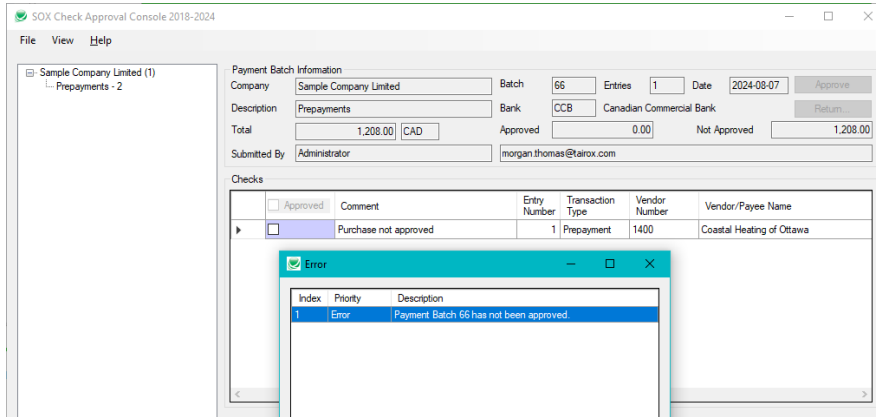 SOX Check Approval Console 2018-2024
File View Help
Sample Company Limited (1)
Prepayments - 2
Payment Batch Information
Company Sample Company Limited Batch 66 Entries 1 Date 2024-08-07 Approve
Description Prepayments Bank CCB Canadian Commercial Bank Return...
Total 1,208.00 CAD Approved 0.00 Not Approved 1,208.00
Submitted By Administrator morgan.thomas@tairox.com
Checks
Approved Comment Entry Number Transaction Type Vendor Number Vendor/Payee Name
Purchase not approved 1 Prepayment 1400 Coastal Heating of Ottawa
Error
Index Priority Description
1 Error Payment Batch 66 has not been approved.